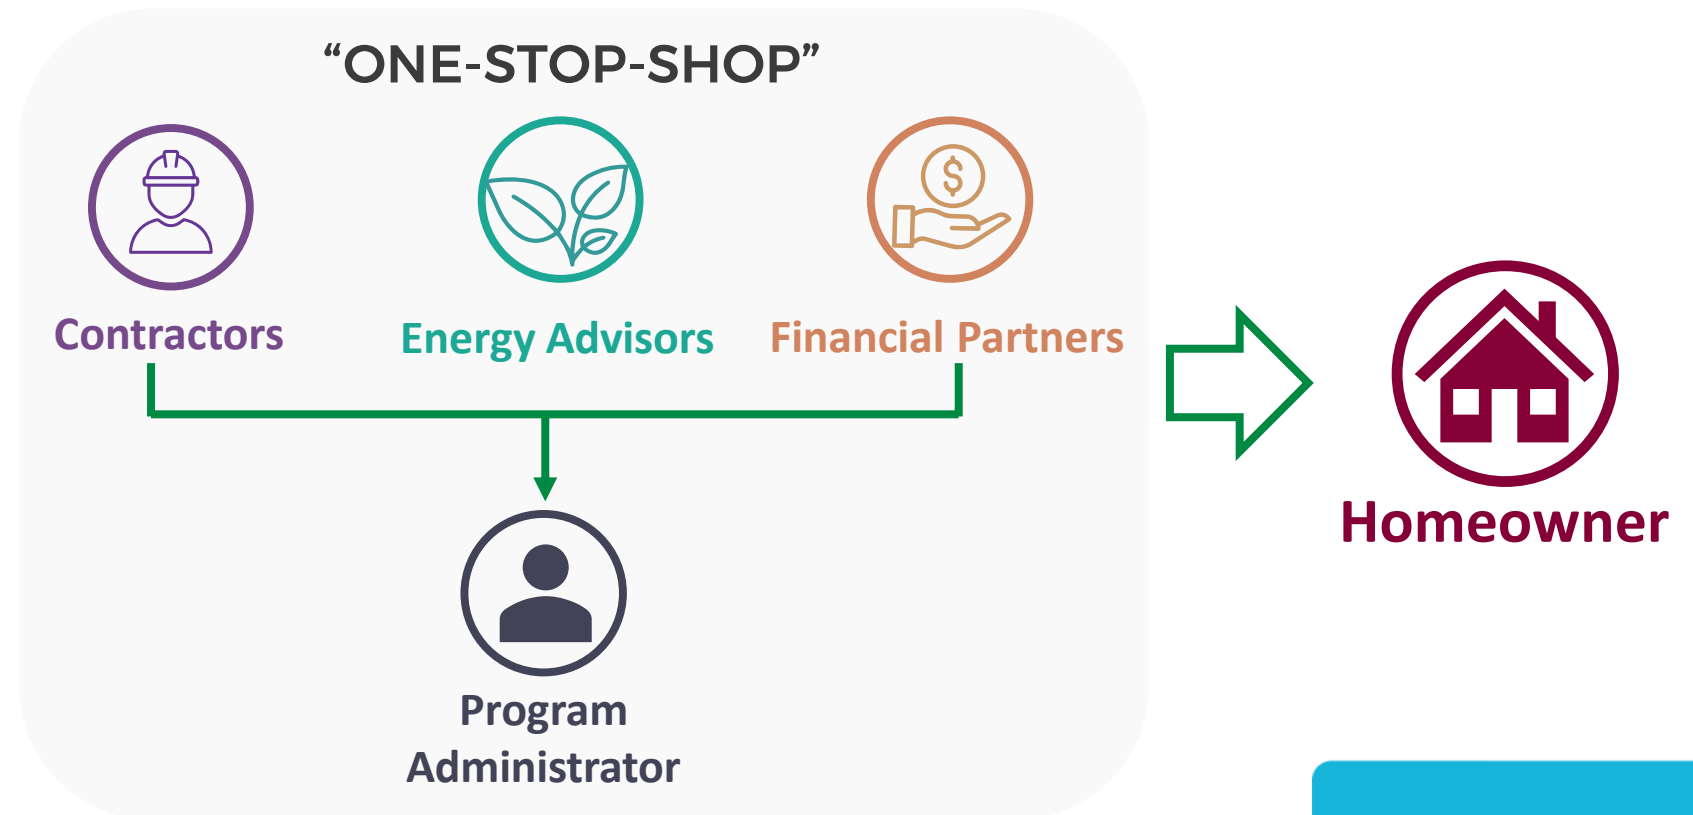 “ONE-STOP-SHOP”
Contractors
Energy Advisors
Financial Partners
Homeowner
Program
Administrator